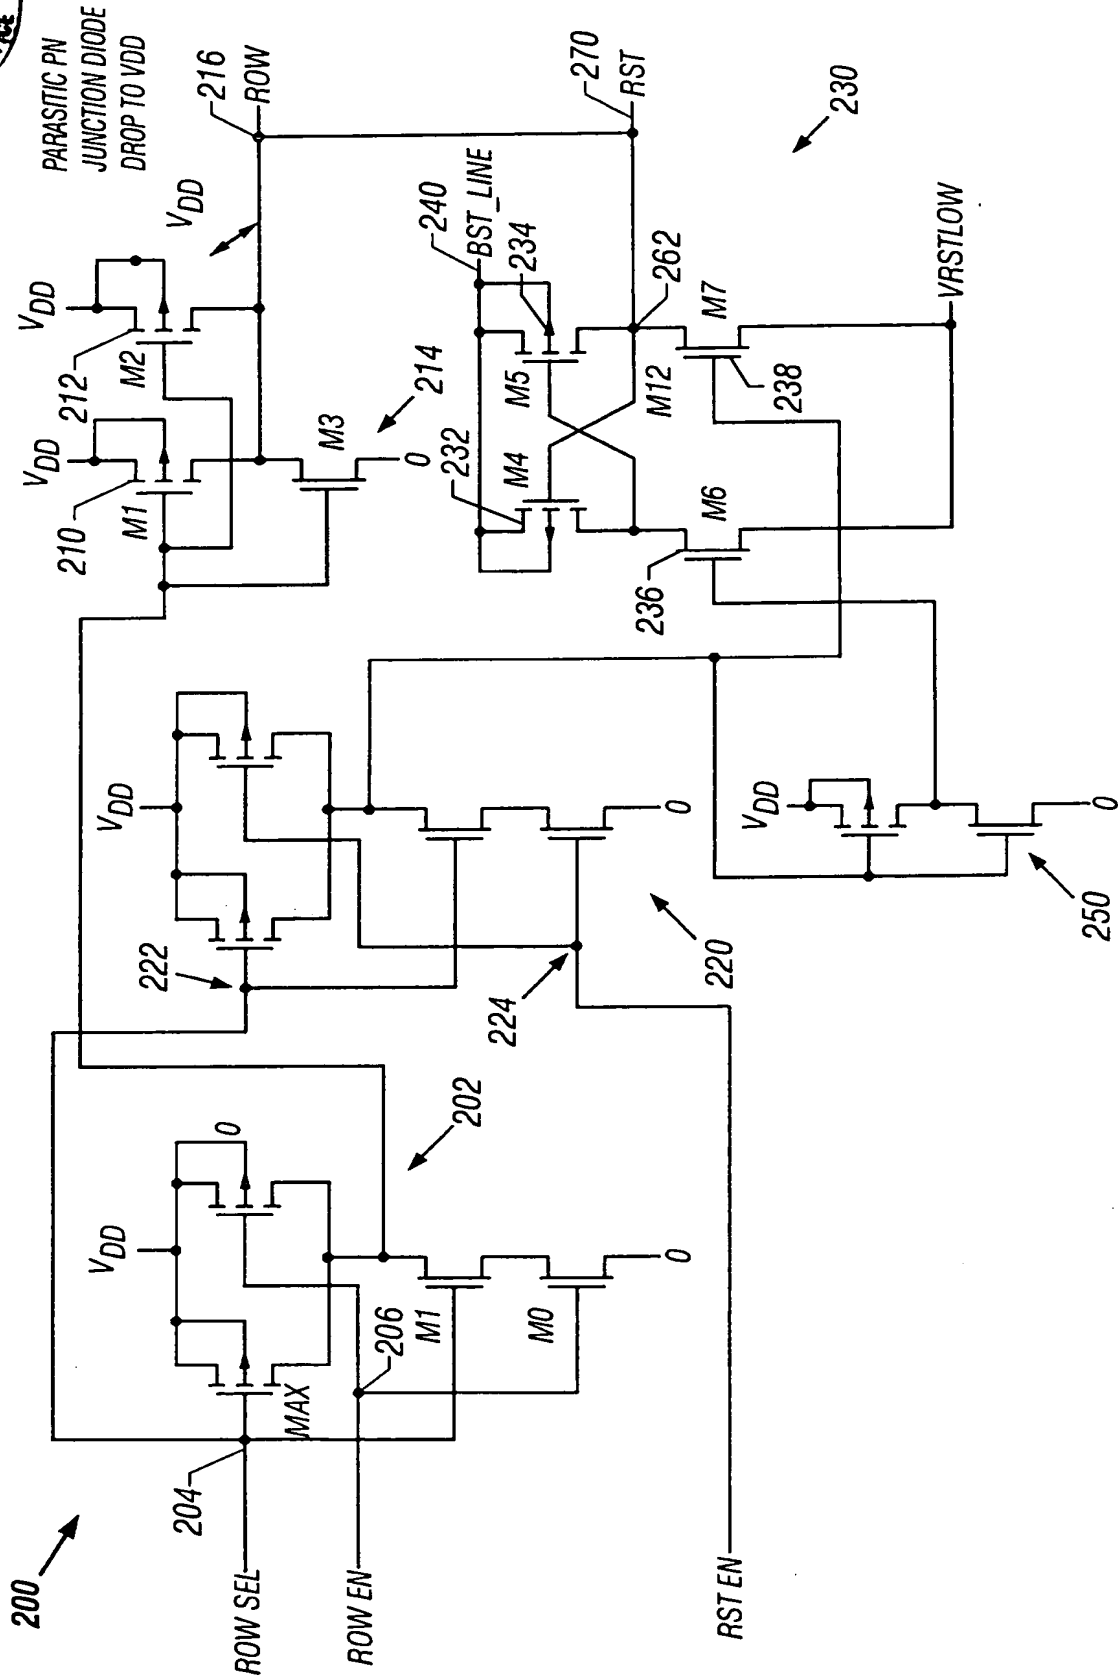 200
ROW SEL
204
ROW EN
206
RST EN
MAX
VDD
0
M1
M0
0
202
222
VDD
224
0
220
210
VDD
M1
212
VDD
M2
VDD
PARASITIC PN
JUNCTION DIODE
DROP TO VDD
216
ROW
M3
214
0
232
M4
M5
234
240
BST_LINE
270
RST
230
236
M6
M12
262
M7
238
VRSTLOW
VDD
0
250